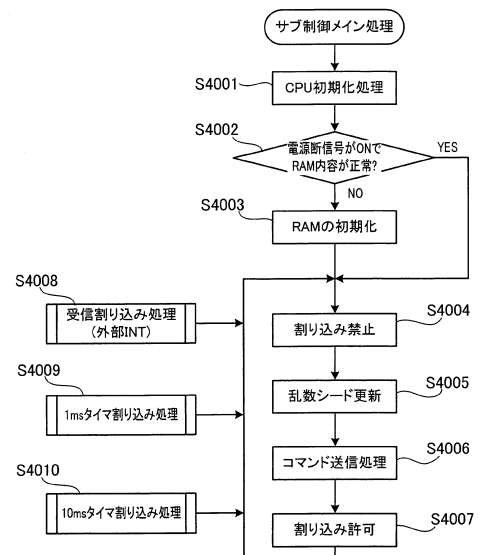 サブ制御メイン処理
S4001
CPU初期化処理
S4002
電源断信号がONで
RAM内容が正常?
YES
NO
S4003
RAMの初期化
S4008
受信割り込み処理
(外部INT)
S4004
割り込み禁止
S4009
1msタイマ割り込み処理
S4005
乱数シード更新
S4006
コマンド送信処理
S4010
10msタイマ割り込み処理
S4007
割り込み許可